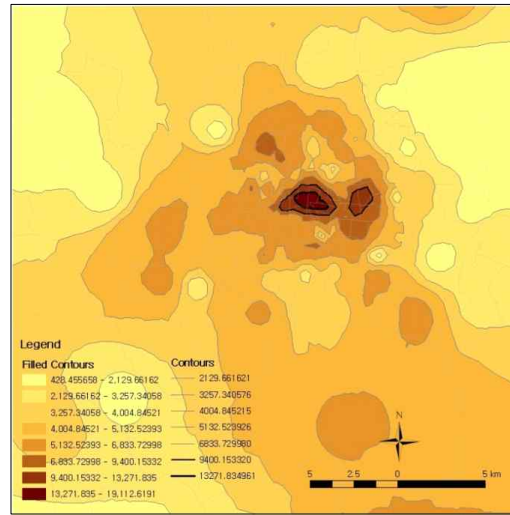 Legend
Filled Contours
428.455658 - 2,129.66162
2,129.66162 - 3,257.34058
3,257.34058 - 4,004.84521
4,004.84521 - 5,132.52393
5,132.52393 - 6,833.72998
6,833.72998 - 9,400.15332
9,400.15332 - 13,271.835
13,271.835 - 19,112.6191
Contours
2129.661621
3257.340576
4004.845215
5132.523926
6833.729980
9400.153320
13271.834961
N
5 2.5 0 5 km